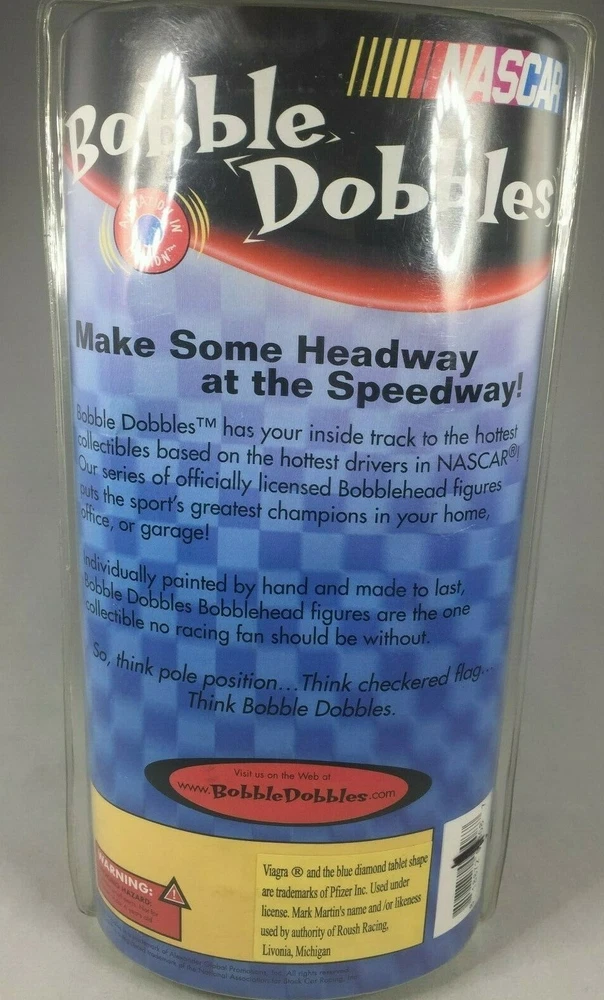 NASCAR
Bobble
Dobbles
IN
Make Some Headway
at the Speedway!
Bobble Dobbles™ has your inside track to the hottest
collectibles based on the hottest drivers in NASCAR®!
Our series of officially licensed Bobblehead figures
puts the sport's greatest champions in your home,
office, or garage!
Individually painted by hand and made to last,
Bobble Dobbles Bobblehead figures are the one
collectible no racing fan should be without.
So, think pole position...Think checkered flag...
Think Bobble Dobbles.
Visit us on the Web at
www.BobbleDobbles.com
WARNING:
HAZARD:
Viagra ® and the blue diamond tablet shape
are trademarks of Pfizer Inc. Used under
license. Mark Martin's name and /or likeness
used by authority of Roush Racing,
Livonia, Michigan
All rights reserved